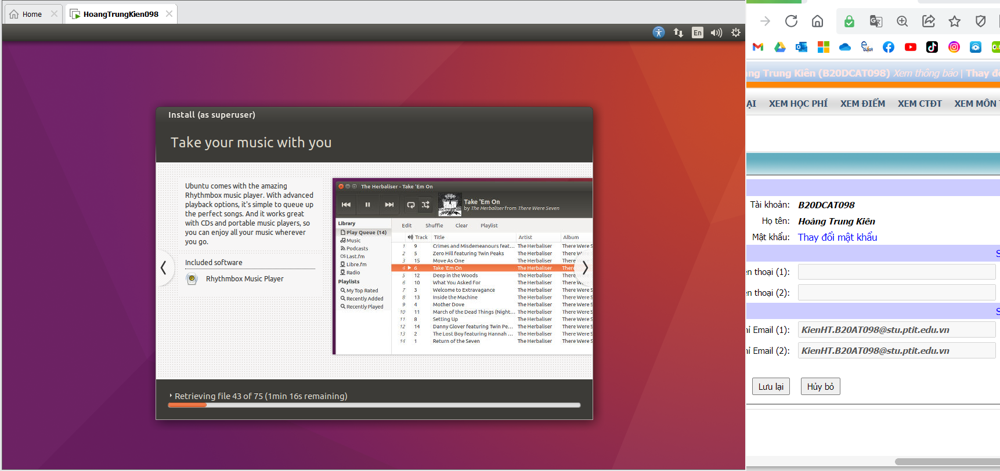 Home
HoangTrungKien098
En
Install (as superuser)
Take your music with you
Ubuntu comes with the amazing
Rhythmbox music player. With advanced
playback options, it's simple to queue up
the perfect songs. And it works great
with CDs and portable music players, so
you can enjoy all your music wherever
you go.
Included software
Rhythmbox Music Player
The Herbaliser - Take 'Em On
Take 'Em On
by The Herbaliser from There Were Seven
Library
Play Queue (14)
Music
Podcasts
Last.fm
Libre.fm
Radio
Playlists
My Top Rated
Recently Added
Recently Played
Edit Shuffle Clear Playlist
Track Title Artist Album
1 9 Crimes and Misdemeanours feat... The Herbaliser There Were S
2 5 Zero Hill featuring Twin Peaks The Herbaliser There Were S
3 15 Move As One The Herbaliser There Were S
4 6 Take 'Em On The Herbaliser There Were
5 12 Deep in the Woods The Herbaliser There Were
6 10 What You Asked For The Herbaliser There Were
7 3 Welcome to Extravagance The Herbaliser There Were S
8 13 Inside the Machine The Herbaliser There Were S
9 4 Mother Dove The Herbaliser There Were S
10 11 March of the Dead Things (Night... The Herbaliser There Were S
11 8 Setting Up The Herbaliser There Were S
12 14 Danny Glover featuring Twin Pe... The Herbaliser There Were S
13 2 The Lost Boy featuring Hannah ... The Herbaliser There Were S
14 1 Return of the Seven The Herbaliser There Were S
Retrieving file 43 of 75 (1min 16s remaining)
ng Trung Kiên (B20DCAT098) Xem thông báo | Thay đ
ẠI XEM HỌC PHÍ XEM ĐIỂM XEM CTĐT XEM MÔN T
Tài khoản: B20DCAT098
Họ tên: Hoàng Trung Kiên
Mật khẩu: Thay đổi mật khẩu
S
n thoại (1):
n thoại (2):
S
ỉ Email (1): KienHT.B20AT098@stu.ptit.edu.vn
ỉ Email (2): KienHT.B20AT098@stu.ptit.edu.vn
Lưu lại Hủy bỏ